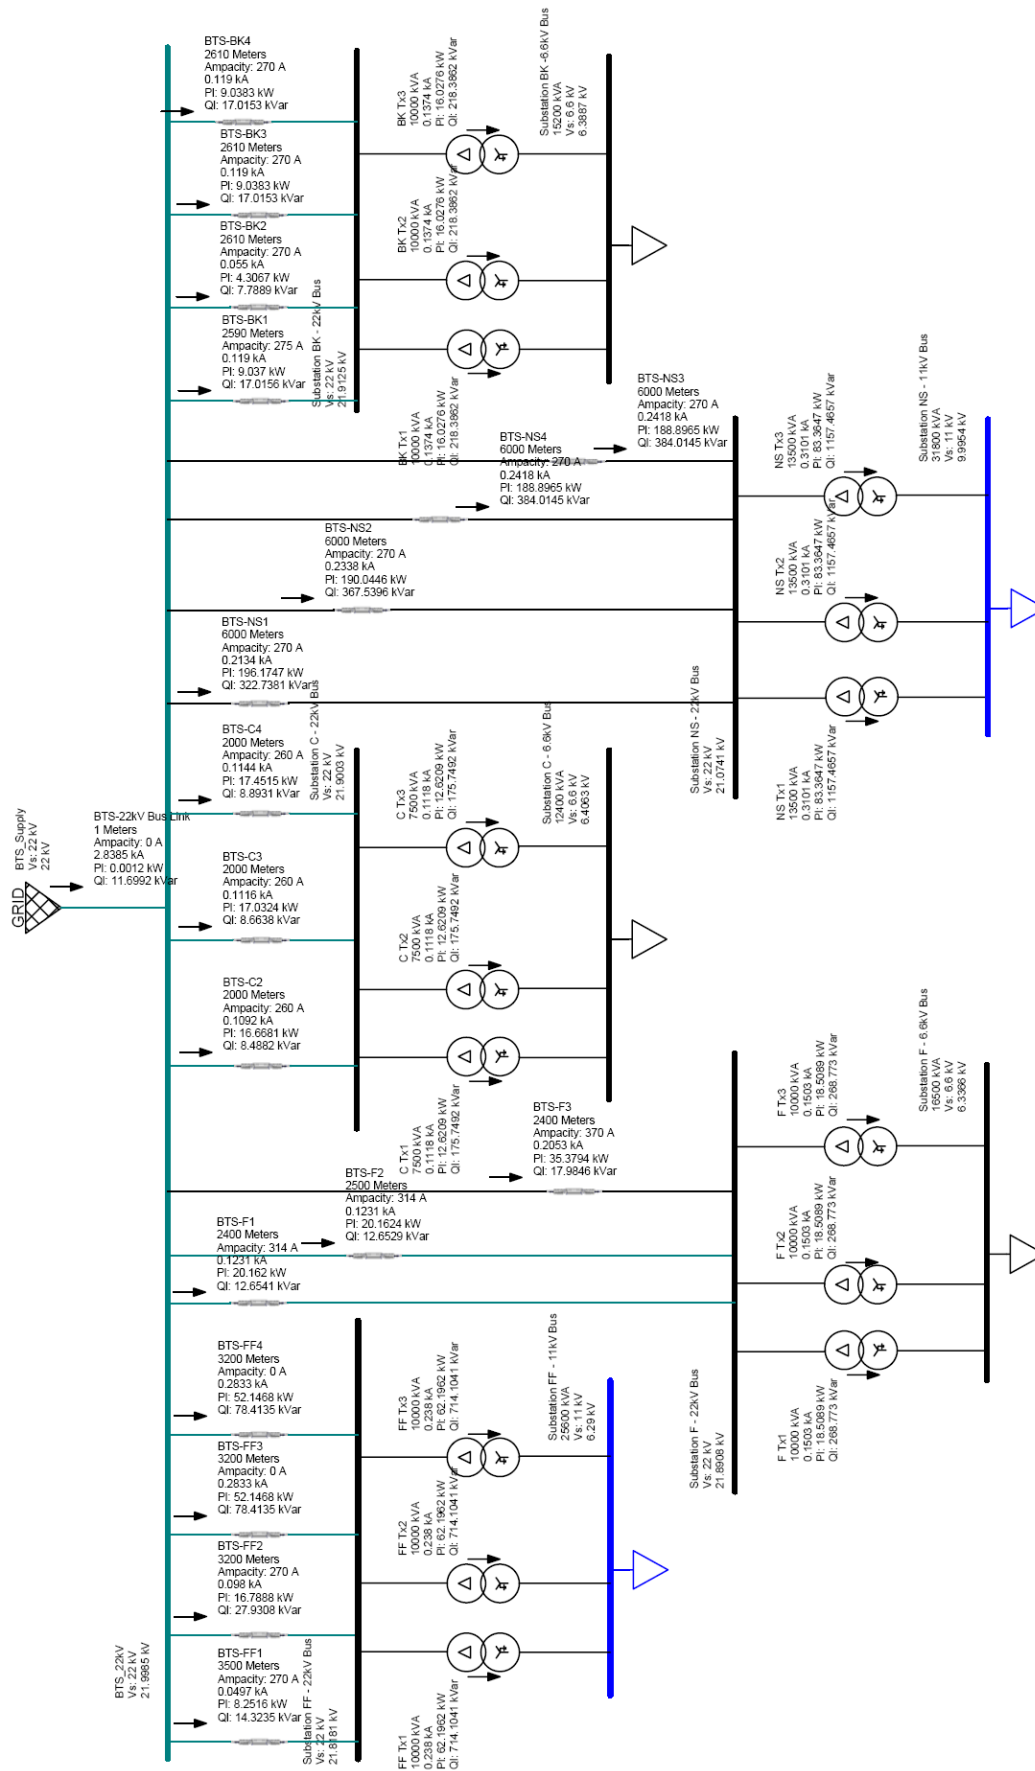 BTS-BK4
2610 Meters
Ampacity: 270 A
0.119 kA
Pl: 9.0383 kW
Ql: 17.0153 kVar
BTS-BK3
2610 Meters
Ampacity: 270 A
0.119 kA
Pl: 9.0383 kW
Ql: 17.0153 kVar
BTS-BK2
2610 Meters
Ampacity: 270 A
0.055 kA
Pl: 4.3067 kW
Ql: 7.7889 kVar
BTS-BK1
2590 Meters
Ampacity: 275 A
0.119 kA
Pl: 9.037 kW
Ql: 17.0156 kVar
Substation BK - 22kV Bus
Vs: 22 kV
21.9125 kV
BK Tx3
10000 kVA
0.1374 kA
Pl: 16.0276 kW
Ql: 218.3862 kVar
BK Tx2
10000 kVA
0.1374 kA
Pl: 16.0276 kW
Ql: 218.3862 kVar
BK Tx1
10000 kVA
0.1374 kA
Pl: 16.0276 kW
Ql: 218.3862 kVar
Substation BK -6.6kV Bus
15200 kVA
Vs: 6.6 kV
6.3887 kV
BTS-NS3
6000 Meters
Ampacity: 270 A
0.2418 kA
Pl: 188.8965 kW
Ql: 384.0145 kVar
BTS-NS4
6000 Meters
Ampacity: 270 A
0.2418 kA
Pl: 188.8965 kW
Ql: 384.0145 kVar
BTS-NS2
6000 Meters
Ampacity: 270 A
0.2338 kA
Pl: 190.0446 kW
Ql: 367.5396 kVar
BTS-NS1
6000 Meters
Ampacity: 270 A
0.2134 kA
Pl: 196.1747 kW
Ql: 322.7381 kVar
Substation NS - 22kV Bus
Vs: 22 kV
21.0741 kV
NS Tx3
13500 kVA
0.3101 kA
Pl: 83.3647 kW
Ql: 1157.4657 kVar
NS Tx2
13500 kVA
0.3101 kA
Pl: 83.3647 kW
Ql: 1157.4657 kVar
NS Tx1
13500 kVA
0.3101 kA
Pl: 83.3647 kW
Ql: 1157.4657 kVar
Substation NS - 11kV Bus
31800 kVA
Vs: 11 kV
9.9954 kV
BTS-C4
2000 Meters
Ampacity: 260 A
0.1144 kA
Pl: 17.4515 kW
Ql: 8.8931 kVar
BTS-C3
2000 Meters
Ampacity: 260 A
0.1116 kA
Pl: 17.0324 kW
Ql: 8.6638 kVar
BTS-C2
2000 Meters
Ampacity: 260 A
0.1092 kA
Pl: 16.6681 kW
Ql: 8.4882 kVar
Substation C - 22kV Bus
Vs: 22 kV
21.9003 kV
C Tx3
7500 kVA
0.1118 kA
Pl: 12.6209 kW
Ql: 175.7492 kVar
C Tx2
7500 kVA
0.1118 kA
Pl: 12.6209 kW
Ql: 175.7492 kVar
C Tx1
7500 kVA
0.1118 kA
Pl: 12.6209 kW
Ql: 175.7492 kVar
Substation C - 6.6kV Bus
12400 kVA
Vs: 6.6 kV
6.4063 kV
GRID
BTS_Supply
Vs: 22 kV
22 kV
BTS-22kV Bus Link
1 Meters
Ampacity: 0 A
2.8385 kA
Pl: 0.0012 kW
Ql: 11.6992 kVar
BTS-F3
2400 Meters
Ampacity: 370 A
0.2053 kA
Pl: 35.3794 kW
Ql: 17.9846 kVar
BTS-F2
2500 Meters
Ampacity: 314 A
0.1231 kA
Pl: 20.1624 kW
Ql: 12.6529 kVar
BTS-F1
2400 Meters
Ampacity: 314 A
0.1231 kA
Pl: 20.162 kW
Ql: 12.6541 kVar
Substation F - 22kV Bus
Vs: 22 kV
21.8908 kV
F Tx3
10000 kVA
0.1503 kA
Pl: 18.5089 kW
Ql: 268.773 kVar
F Tx2
10000 kVA
0.1503 kA
Pl: 18.5089 kW
Ql: 268.773 kVar
F Tx1
10000 kVA
0.1503 kA
Pl: 18.5089 kW
Ql: 268.773 kVar
Substation F - 6.6kV Bus
16500 kVA
Vs: 6.6 kV
6.3366 kV
BTS-FF4
3200 Meters
Ampacity: 0 A
0.2833 kA
Pl: 52.1468 kW
Ql: 78.4135 kVar
BTS-FF3
3200 Meters
Ampacity: 0 A
0.2833 kA
Pl: 52.1468 kW
Ql: 78.4135 kVar
BTS-FF2
3200 Meters
Ampacity: 270 A
0.098 kA
Pl: 16.7888 kW
Ql: 27.9308 kVar
BTS-FF1
3500 Meters
Ampacity: 270 A
0.0497 kA
Pl: 8.2516 kW
Ql: 14.3235 kVar
BTS_22kV
Vs: 22 kV
21.9985 kV
Substation FF - 22kV Bus
Vs: 22 kV
21.8181 kV
FF Tx3
10000 kVA
0.238 kA
Pl: 62.1962 kW
Ql: 714.1041 kVar
FF Tx2
10000 kVA
0.238 kA
Pl: 62.1962 kW
Ql: 714.1041 kVar
FF Tx1
10000 kVA
0.238 kA
Pl: 62.1962 kW
Ql: 714.1041 kVar
Substation FF - 11kV Bus
25600 kVA
Vs: 11 kV
6.29 kV